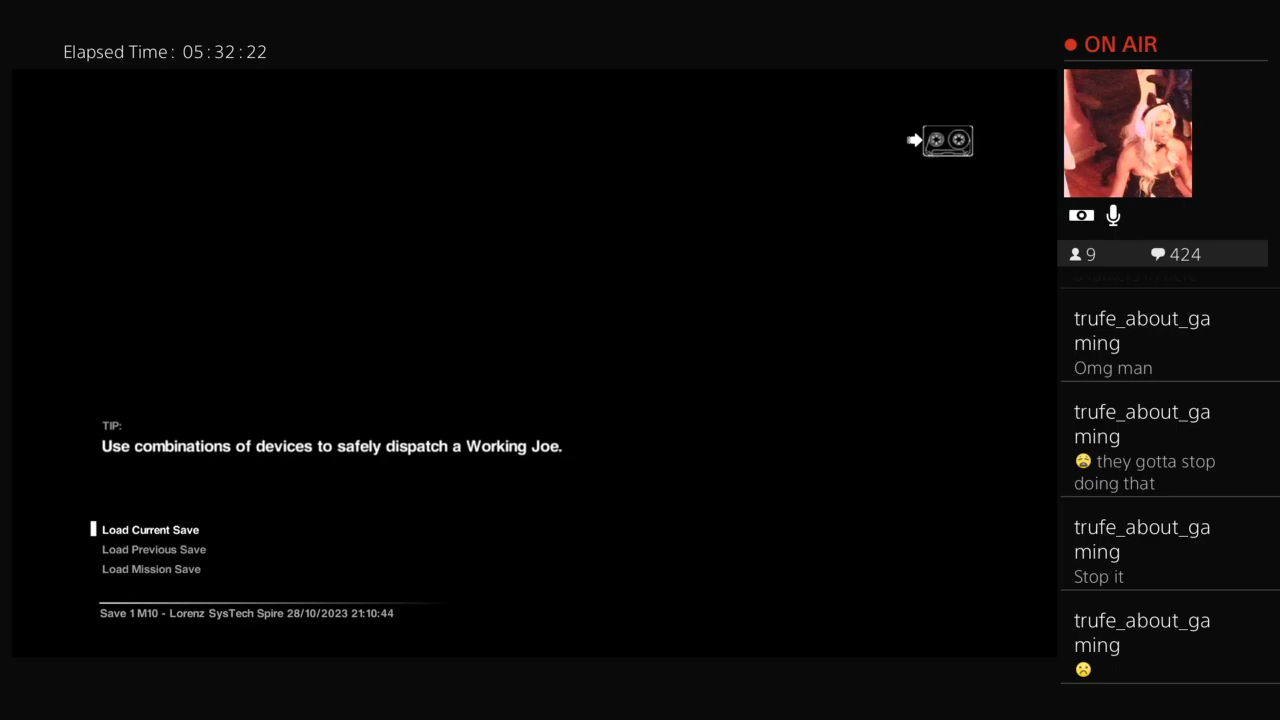 Elapsed Time: 05:32:22
ON AIR
9 424
trufe_about_ga
ming
Omg man
trufe_about_ga
ming
😩 they gotta stop
doing that
trufe_about_ga
ming
Stop it
trufe_about_ga
ming
☹️
TIP:
Use combinations of devices to safely dispatch a Working Joe.
Load Current Save
Load Previous Save
Load Mission Save
Save 1 M10 - Lorenz SysTech Spire 28/10/2023 21:10:44